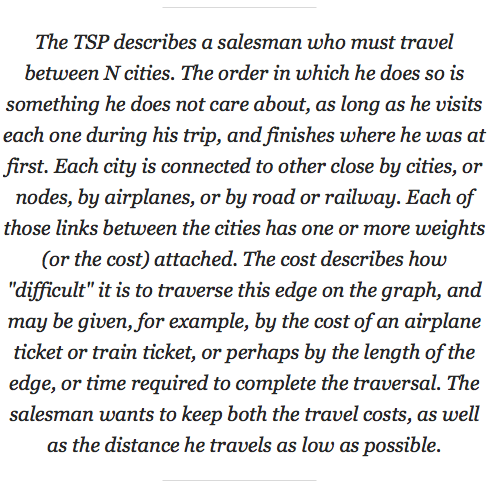 The TSP describes a salesman who must travel
between N cities. The order in which he does so is
something he does not care about, as long as he visits
each one during his trip, and finishes where he was at
first. Each city is connected to other close by cities, or
nodes, by airplanes, or by road or railway. Each of
those links between the cities has one or more weights
(or the cost) attached. The cost describes how
"difficult" it is to traverse this edge on the graph, and
may be given, for example, by the cost of an airplane
ticket or train ticket, or perhaps by the length of the
edge, or time required to complete the traversal. The
salesman wants to keep both the travel costs, as well
as the distance he travels as low as possible.